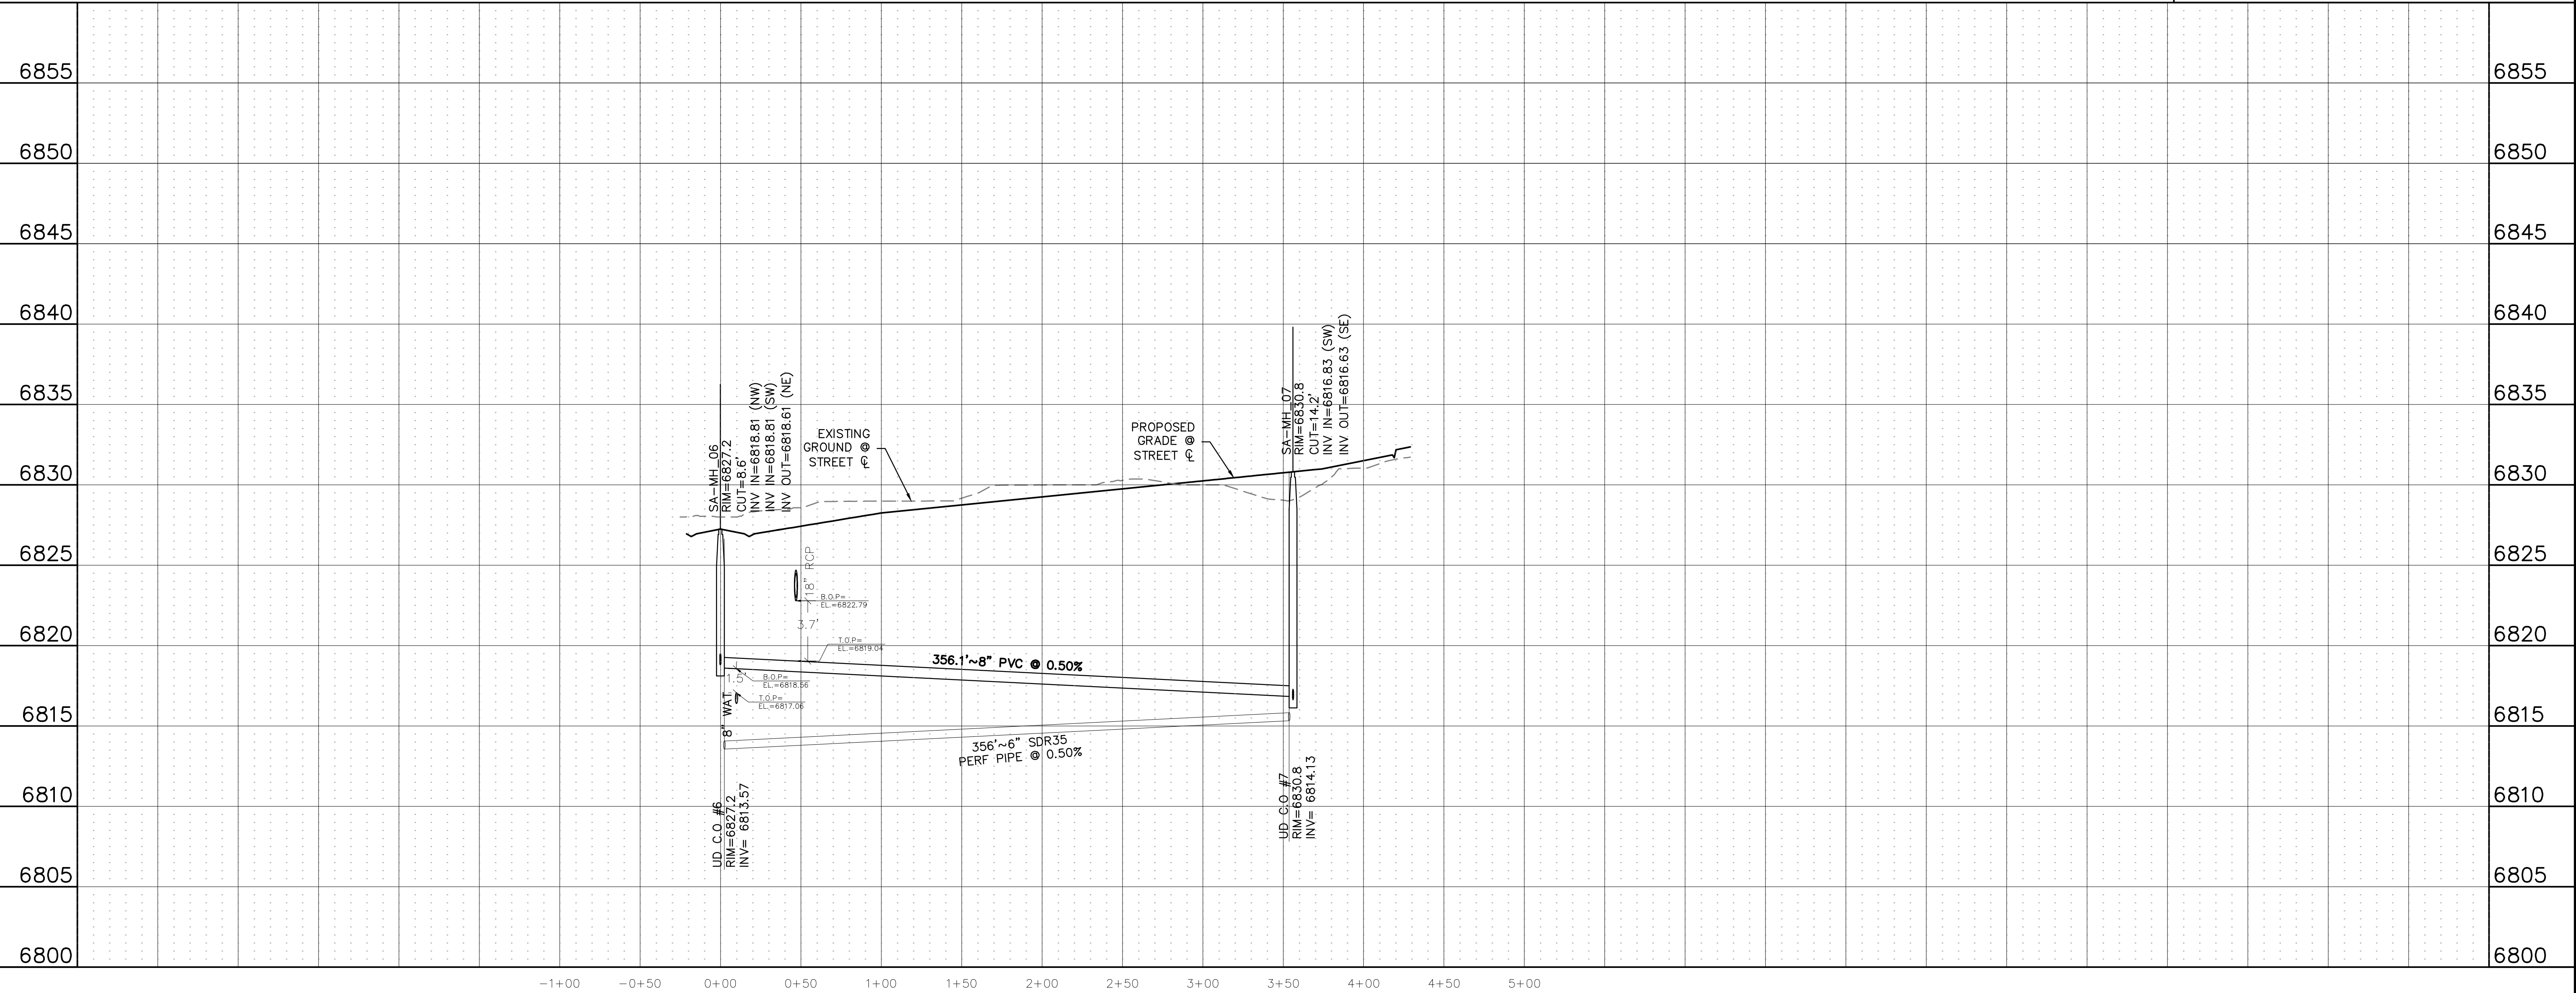 6855
6850
6845
6840
6835
6830
6825
6820
6815
6810
6805
6800
6855
6850
6845
6840
6835
6830
6825
6820
6815
6810
6805
6800
SA-MH_06
RIM=6827.2
CUT=8.6'
INV IN=6818.81 (NW)
INV IN=6818.81 (SW)
INV OUT=6818.61 (NE)
EXISTING
GROUND @
STREET ℄
PROPOSED
GRADE @
STREET ℄
SA-MH_07
RIM=6830.8
CUT=14.2'
INV IN=6816.83 (SW)
INV OUT=6816.63 (SE)
18" RCP
B.O.P=
EL.=6822.79
3.7'
T.O.P=
EL.=6819.04
356.1'~8" PVC @ 0.50%
1.5'
B.O.P=
EL.=6818.56
T.O.P=
EL.=6817.06
8" WAT
356'~6" SDR35
PERF PIPE @ 0.50%
UD C.O #6
RIM=6827.2
INV= 6813.57
UD C.O #7
RIM=6830.8
INV= 6814.13
-1+00
-0+50
0+00
0+50
1+00
1+50
2+00
2+50
3+00
3+50
4+00
4+50
5+00